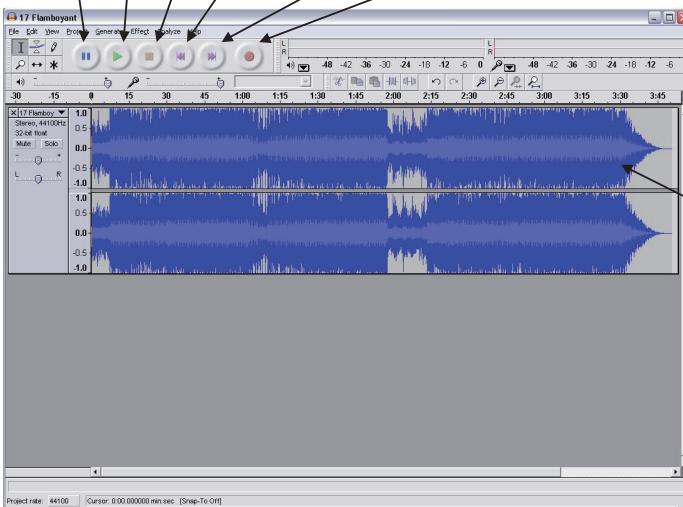 17 Flamboyant
File Edit View Project Generate Effect Analyze Help
L
R
-48 -42 -36 -30 -24 -18 -12 -6 0
L
R
-48 -42 -36 -30 -24 -18 -12 -6
-30 -15 0 15 30 45 1:00 1:15 1:30 1:45 2:00 2:15 2:30 2:45 3:00 3:15 3:30 3:45
X 17 Flamboy
Stereo, 44100Hz
32-bit float
Mute Solo
- +
L R
1.0
0.5
0.0
-0.5
-1.0
1.0
0.5
0.0
-0.5
-1.0
Project rate: 44100 Cursor: 0:00.000000 min:sec [Snap-To Off]